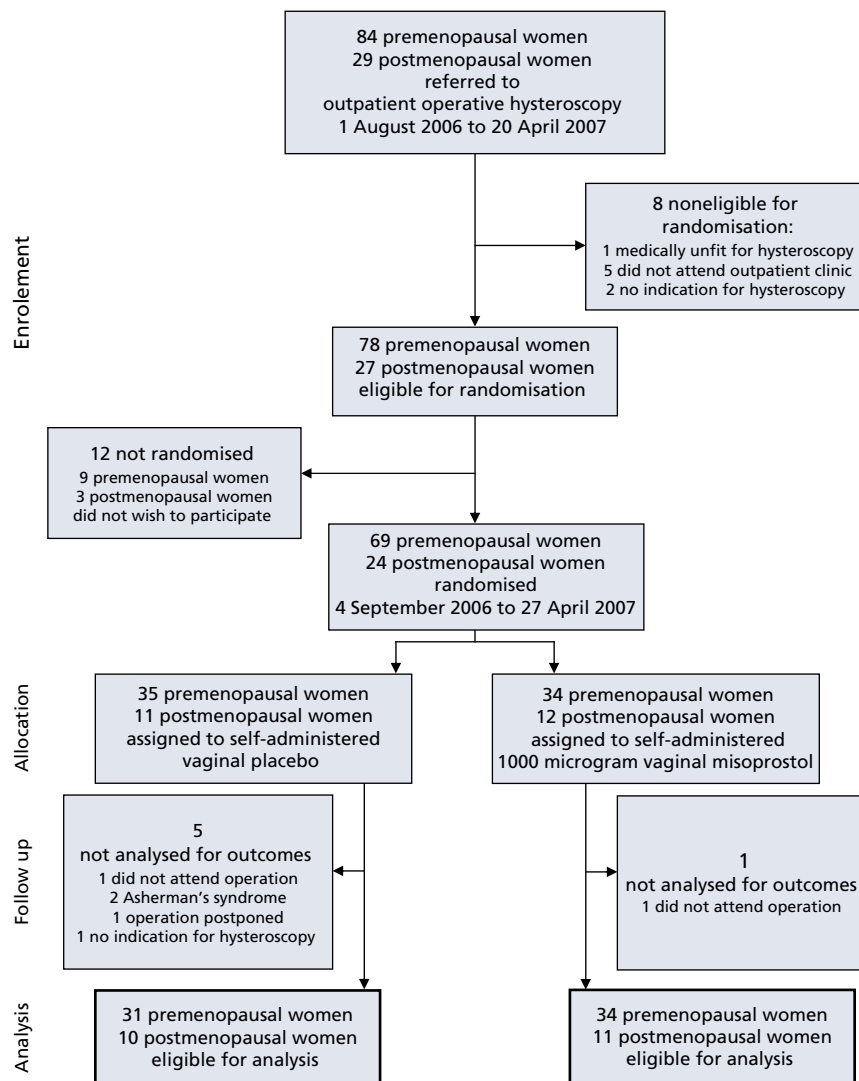 84 premenopausal women
29 postmenopausal women
referred to
outpatient operative hysteroscopy
1 August 2006 to 20 April 2007
Enrolement
8 noneligible for
randomisation:
1 medically unfit for hysteroscopy
5 did not attend outpatient clinic
2 no indication for hysteroscopy
78 premenopausal women
27 postmenopausal women
eligible for randomisation
12 not randomised
9 premenopausal women
3 postmenopausal women
did not wish to participate
69 premenopausal women
24 postmenopausal women
randomised
4 September 2006 to 27 April 2007
Allocation
35 premenopausal women
11 postmenopausal women
assigned to self-administered
vaginal placebo
34 premenopausal women
12 postmenopausal women
assigned to self-administered
1000 microgram vaginal misoprostol
Follow up
5
not analysed for outcomes
1 did not attend operation
2 Asherman's syndrome
1 operation postponed
1 no indication for hysteroscopy
1
not analysed for outcomes
1 did not attend operation
Analysis
31 premenopausal women
10 postmenopausal women
eligible for analysis
34 premenopausal women
11 postmenopausal women
eligible for analysis